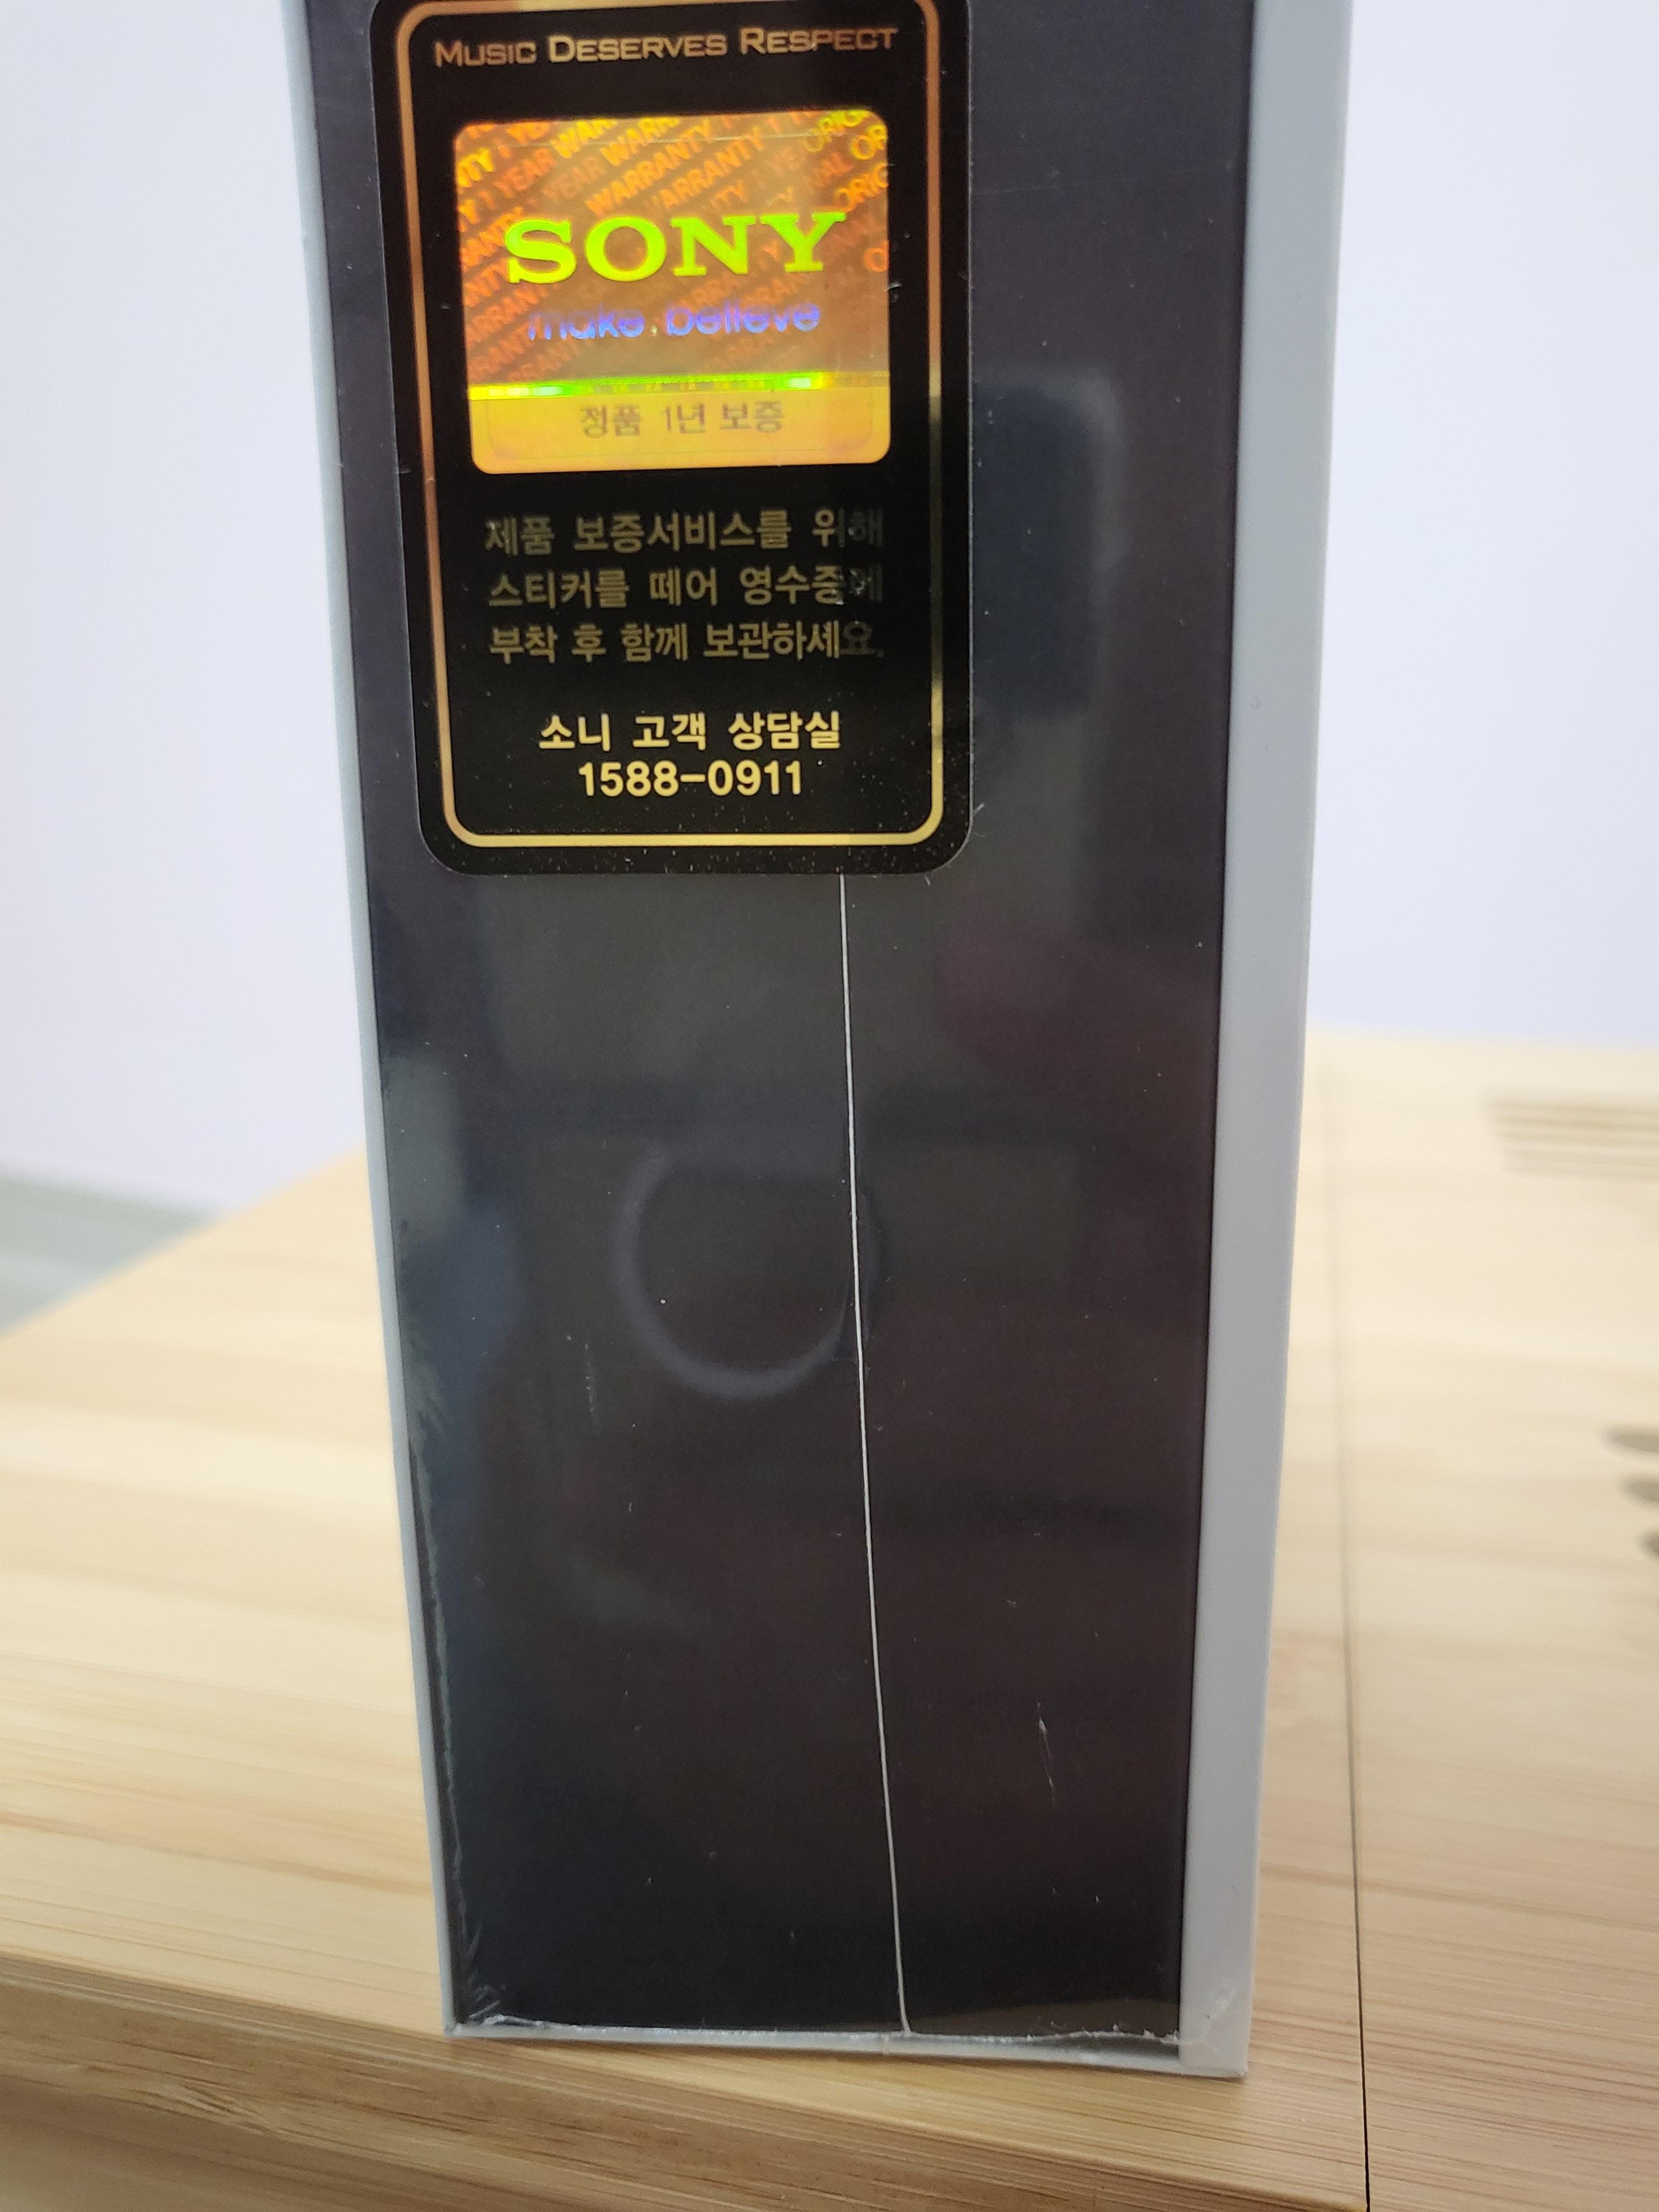 MUSIC DESERVES RESPECT
SONY
make.believe
정품 1년 보증
제품 보증서비스를 위해
스티커를 떼어 영수증에
부착 후 함께 보관하세요.
소니 고객 상담실
1588-0911